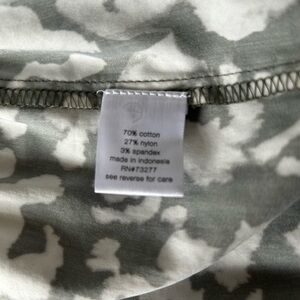 70% cotton
27% nylon
3% spandex
made in indonesia
RN#73277
see reverse for care